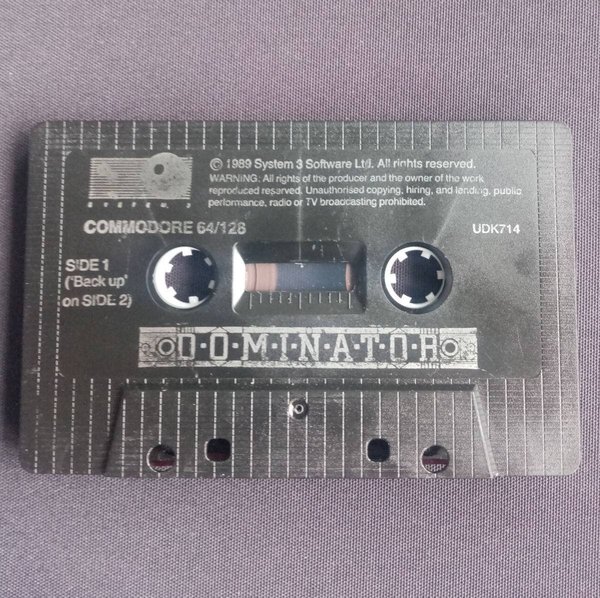 © 1989 System 3 Software Ltd. All rights reserved.
WARNING: All rights of the producer and the owner of the work
reproduced reserved. Unauthorised copying, hiring, and lending, public
performance, radio or TV broadcasting prohibited.
SYSTEM 3
COMMODORE 64/128
UDK714
SIDE 1
('Back up'
on SIDE 2)
D·O·M·I·N·A·T·O·R